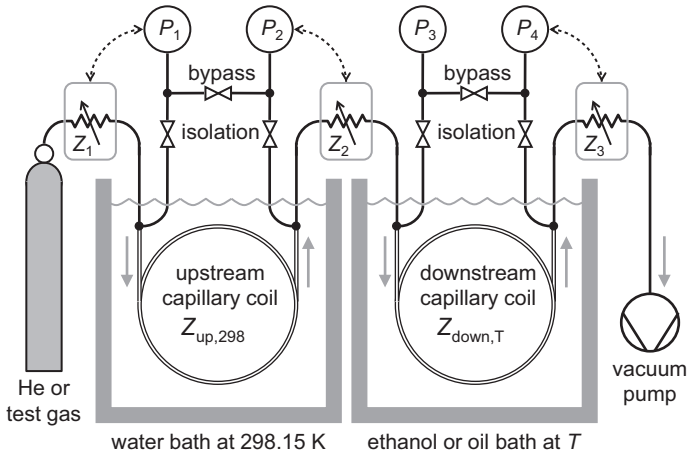 P1 P2 P3 P4
bypass bypass
isolation isolation
Z1 Z2 Z3
upstream
capillary coil
Zup,298
downstream
capillary coil
Zdown,T
He or
test gas
vacuum
pump
water bath at 298.15 K
ethanol or oil bath at T